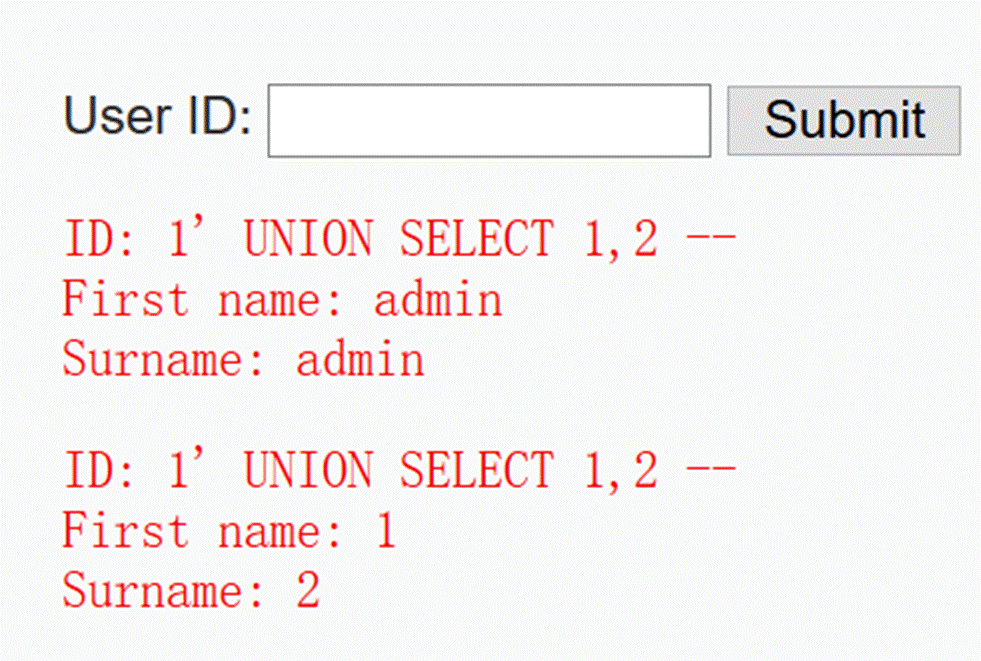 User ID: Submit
ID: 1' UNION SELECT 1,2 --
First name: admin
Surname: admin
ID: 1' UNION SELECT 1,2 --
First name: 1
Surname: 2